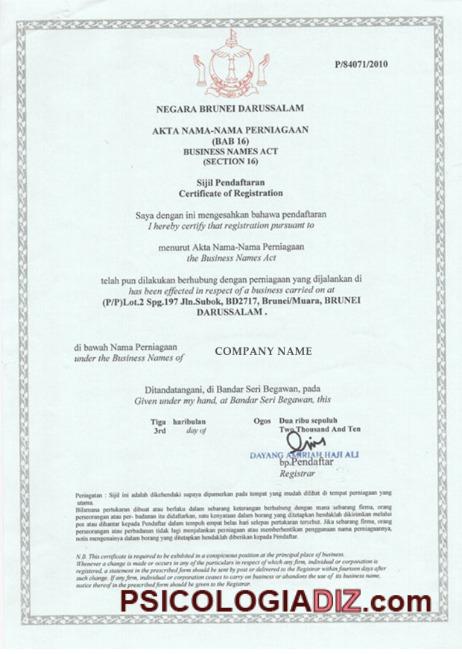 P/84071/2010
NEGARA BRUNEI DARUSSALAM
AKTA NAMA-NAMA PERNIAGAAN
(BAB 16)
BUSINESS NAMES ACT
(SECTION 16)
Sijil Pendaftaran
Certificate of Registration
Saya dengan ini mengesahkan bahawa pendaftaran
I hereby certify that registration pursuant to
menurut Akta Nama-Nama Perniagaan
the Business Names Act
telah pun dilakukan berhubung dengan perniagaan yang dijalankan di
has been effected in respect of a business carried on at
(P/P)Lot.2 Spg.197 Jln.Subok, BD2717, Brunei/Muara, BRUNEI
DARUSSALAM .
di bawah Nama Perniagaan
under the Business Names of
COMPANY NAME
Ditandatangani, di Bandar Seri Begawan, pada
Given under my hand, at Bandar Seri Begawan, this
Tiga haribulan Ogos Dua ribu sepuluh
3rd day of Two Thousand And Ten
DAYANG AMIRIAH HAJI ALI
bp.Pendaftar
Registrar
Peringatan : Sijil ini adalah dikehendaki supaya dipamerkan pada tempat yang mudah dilihat di tempat perniagaan yang
utama.
Bilamana pertukaran dibuat atau berlaku dalam sebarang keterangan berhubung dengan mana sebarang firma, orang
perseorangan atau per- badanan itu didaftarkan, satu kenyataan dalam borang yang ditetapkan hendaklah dikirimkan melalui
pos atau dihantar kepada Pendaftar dalam tempoh empat belas hari selepas pertukaran tersebut. Jika sebarang firma, orang
perseorangan atau perbadanan tidak lagi menjalankan perniagaan atau memberhentikan penggunaan nama perniagaannya,
notis mengenainya dalam borang yang ditetapkan hendaklah diberikan kepada Pendaftar.
N.B. This certificate is required to be exhibited in a conspicuous position at the principal place of business.
Whenever a change is made or occurs in any of the particulars in respect of which any firm, individual or corporation is
registered, a statement in the prescribed form should be sent by post or delivered to the Registrar within fourteen days after
such change. If any firm, individual or corporation ceases to carry on business or abandons the use of its business name,
notice thereof in the prescribed form should be given to the Registrar.
PSICOLOGIADIZ.com